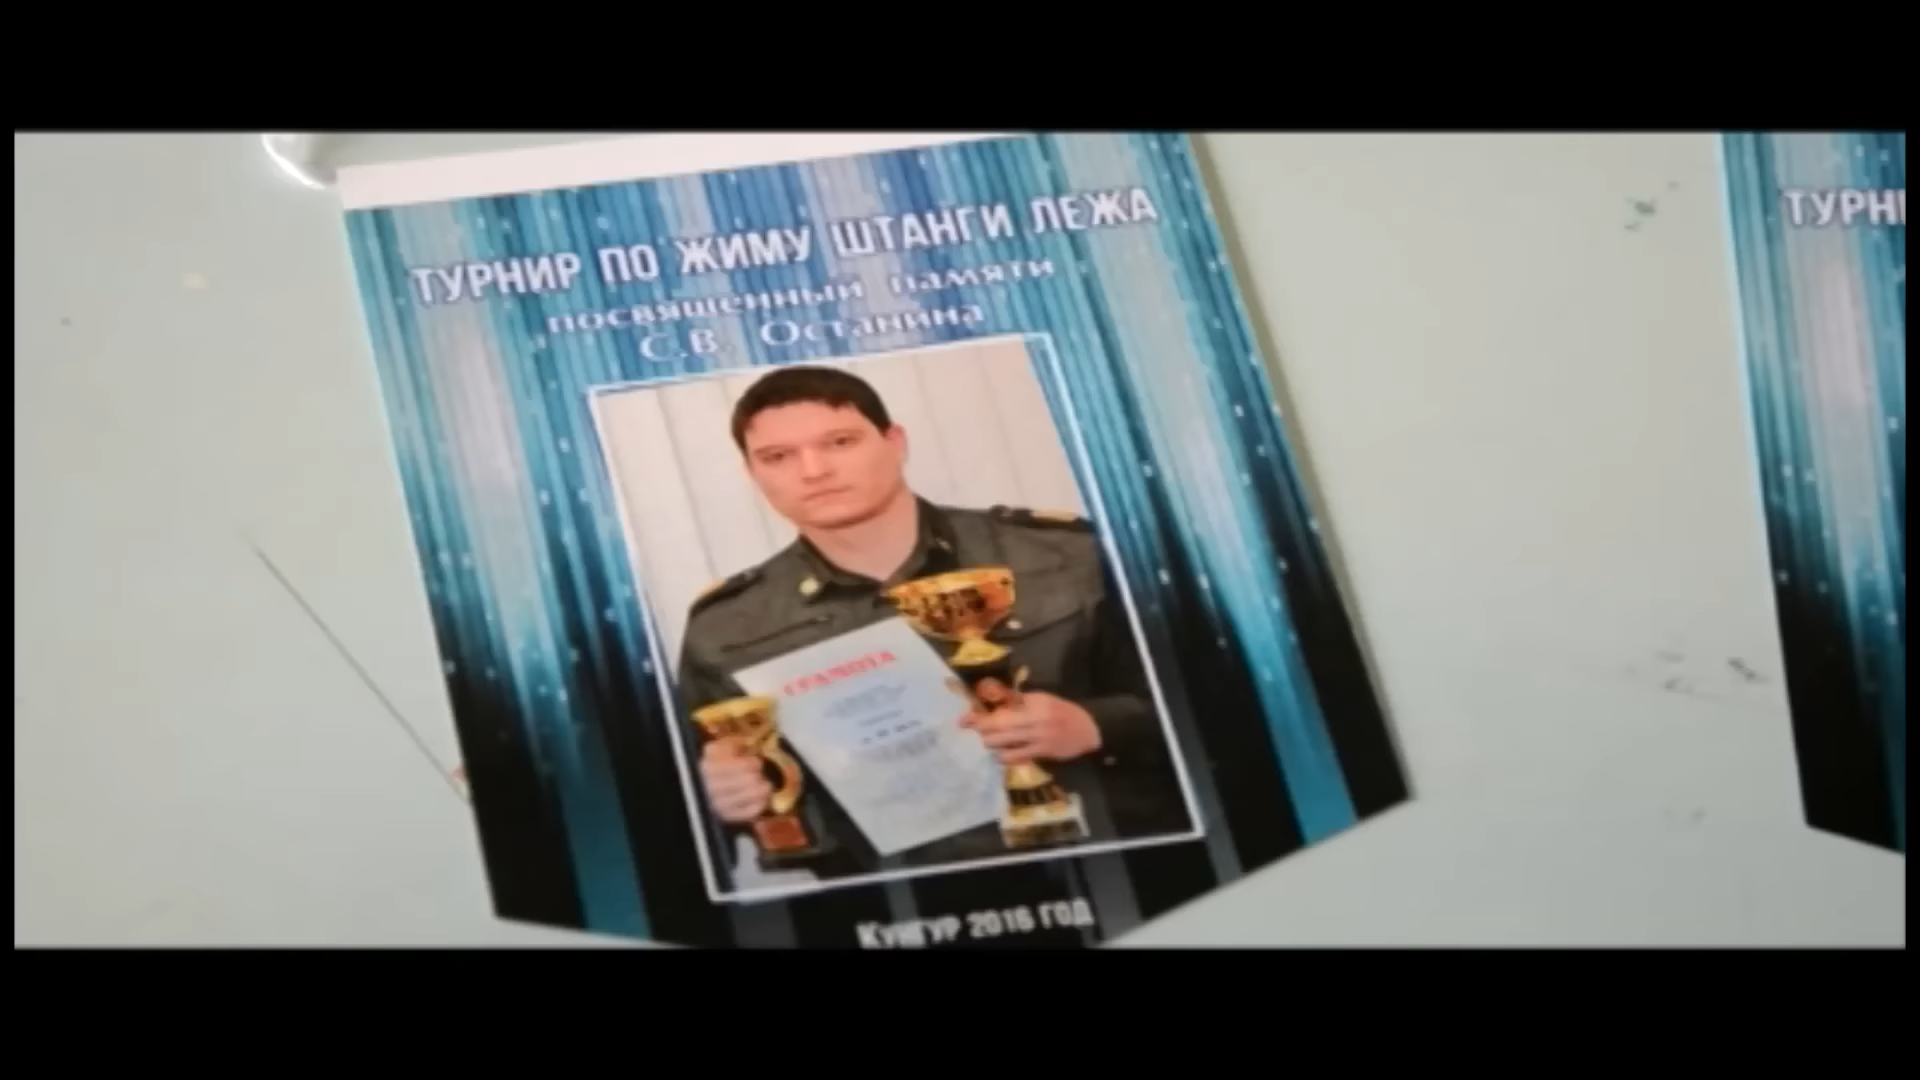 ТУРНИР ПО ЖИМУ ШТАНГИ ЛЕЖА
посвященный памяти
С.В. Останина
ГРАМОТА
Кунгур 2016 год
ТУРНИ